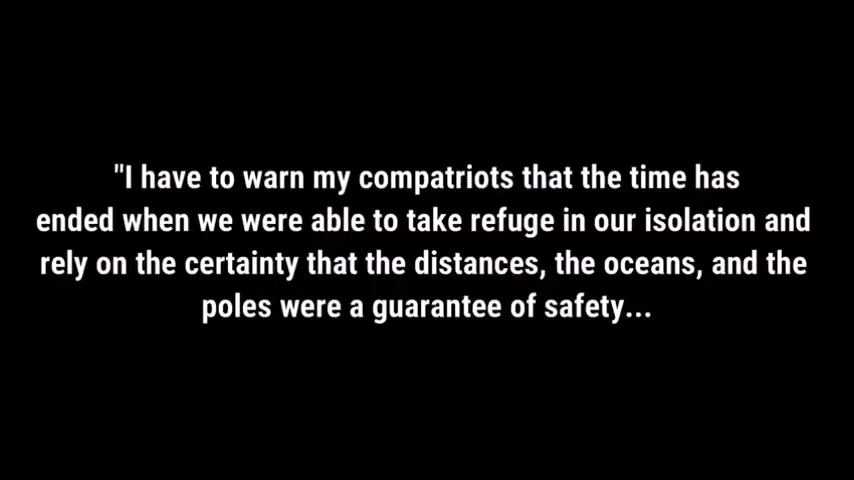 "I have to warn my compatriots that the time has
ended when we were able to take refuge in our isolation and
rely on the certainty that the distances, the oceans, and the
poles were a guarantee of safety...